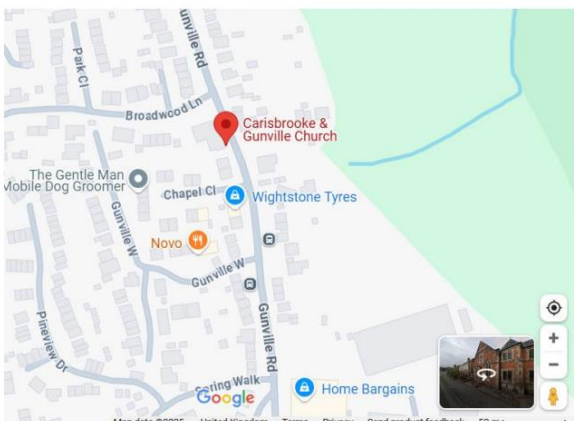 Gunville Rd
Park Cl
Broadwood Ln
Carisbrooke &
Gunville Church
The Gentle Man
Mobile Dog Groomer
Chapel Cl
Wightstone Tyres
Gunville W
Novo
Gunville W
Gunville Rd
Pineview Dr
Spring Walk
Google
Home Bargains
Map data ©2025 United Kingdom Terms Privacy Send product feedback 50 m